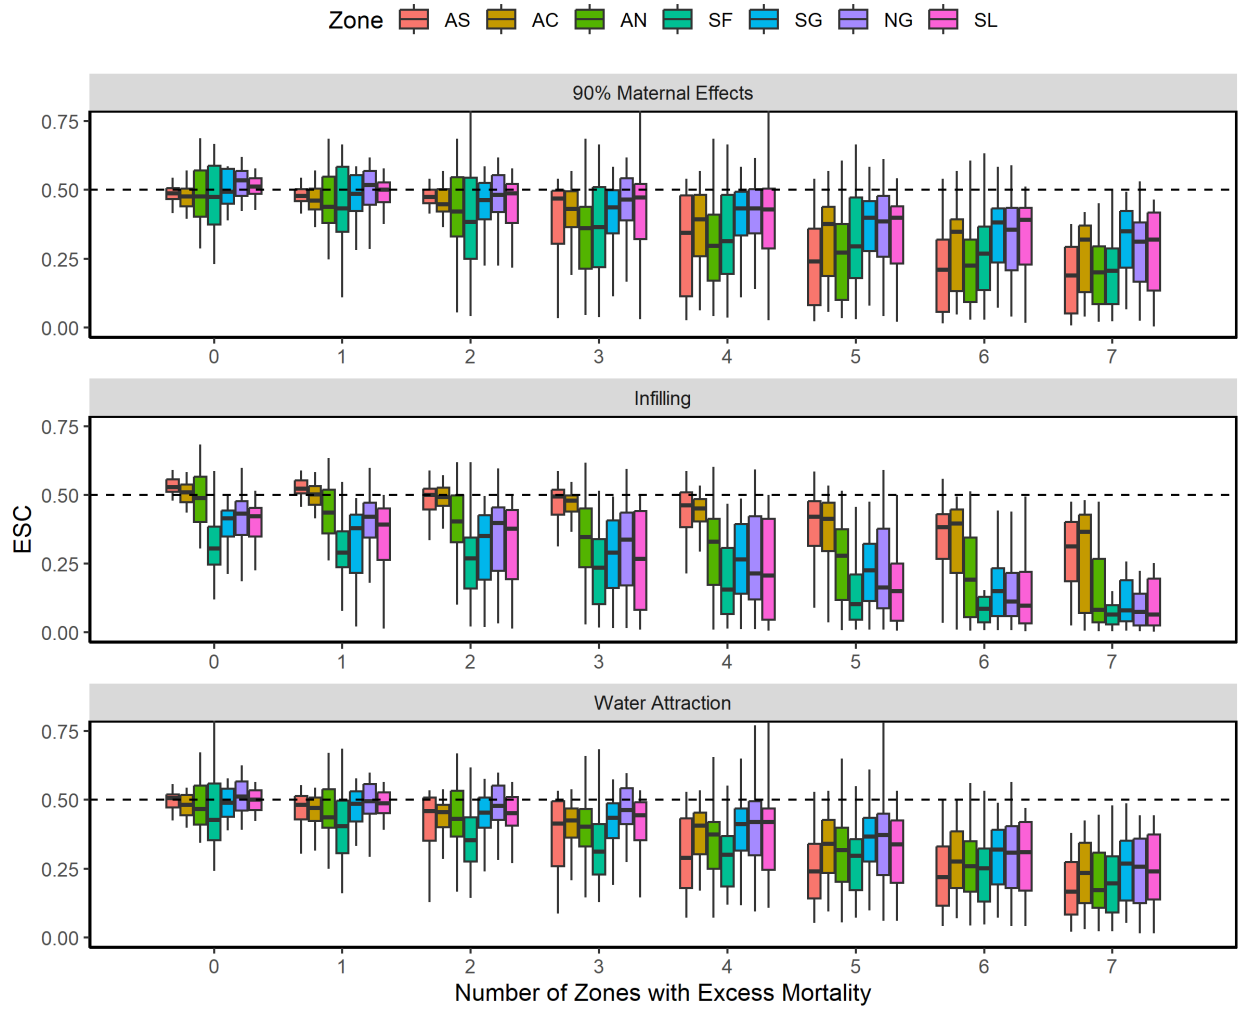 Zone AS AC AN SF SG NG SL
90% Maternal Effects
0.75
0.50
0.25
0.00
0 1 2 3 4 5 6 7
Infilling
0.75
0.50
0.25
0.00
0 1 2 3 4 5 6 7
ESC
Water Attraction
0.75
0.50
0.25
0.00
0 1 2 3 4 5 6 7
Number of Zones with Excess Mortality